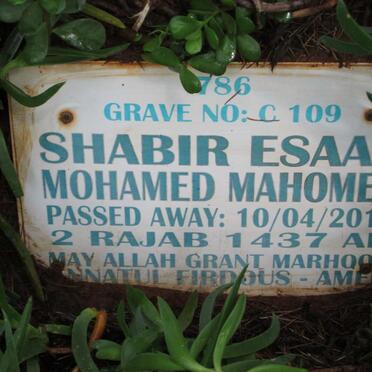 786
GRAVE NO: C 109
SHABIR ESAA
MOHAMED MAHOME
PASSED AWAY: 10/04/201
2 RAJAB 1437 A
MAY ALLAH GRANT MARHOO
NNATUL FIRDOUS - AME